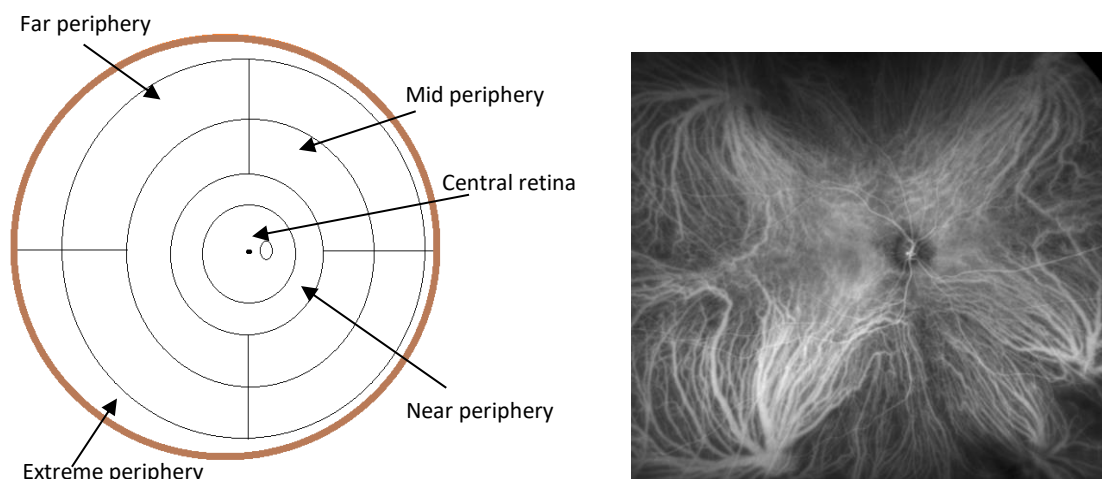 Far periphery
Mid periphery
Central retina
Near periphery
Extreme periphery